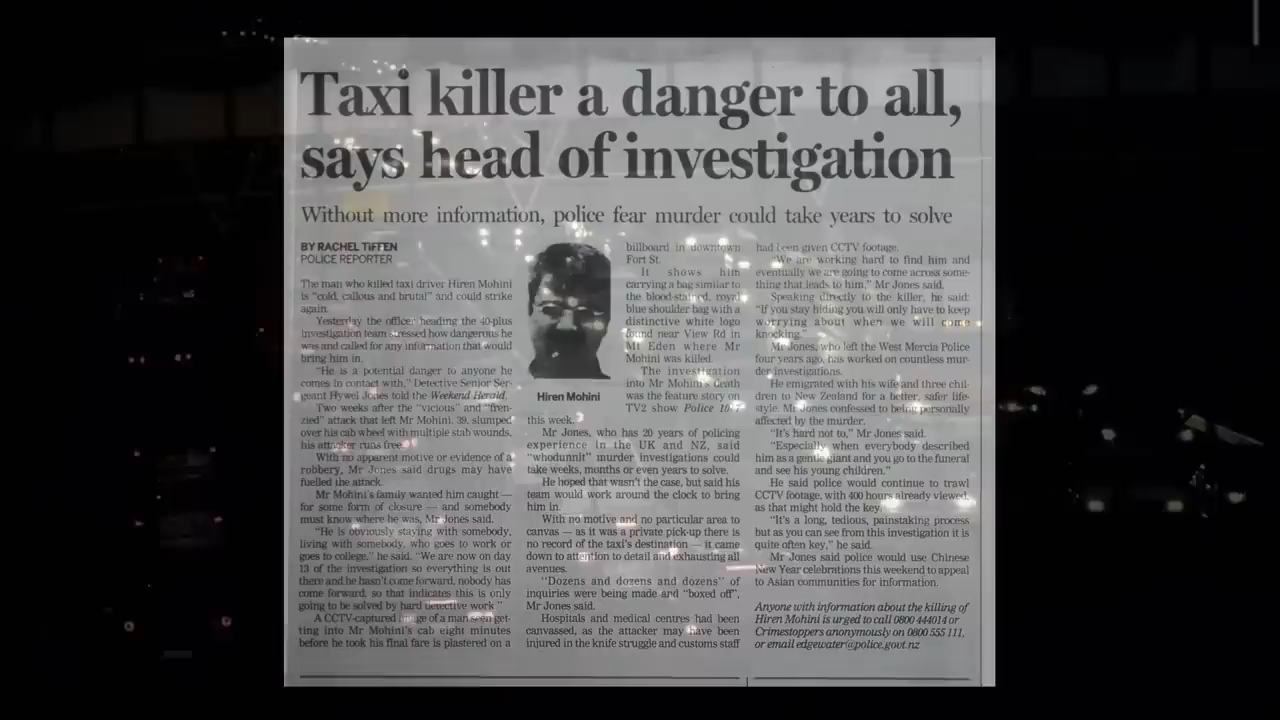 Taxi killer a danger to all,
says head of investigation
Without more information, police fear murder could take years to solve
BY RACHEL TIFFEN
POLICE REPORTER
The man who killed taxi driver Hiren Mohini
is "cold, callous and brutal" and could strike
again.
Yesterday the officer heading the 40-plus
investigation team stressed how dangerous he
was and called for any information that would
bring him in.
"He is a potential danger to anyone he
comes in contact with," Detective Senior Ser-
geant Hywel Jones told the Weekend Herald.
Two weeks after the "vicious" and "fren-
zied" attack that left Mr Mohini, 39, slumped
over his cab wheel with multiple stab wounds,
his attacker runs free.
With no apparent motive or evidence of a
robbery, Mr Jones said drugs may have
fuelled the attack.
Mr Mohini's family wanted him caught —
for some form of closure — and somebody
must know where he was, Mr Jones said.
"He is obviously staying with somebody,
living with somebody, who goes to work or
goes to college," he said. "We are now on day
13 of the investigation so everything is out
there and he hasn't come forward, nobody has
come forward, so that indicates this is only
going to be solved by hard detective work."
A CCTV-captured image of a man seen get-
ting into Mr Mohini's cab eight minutes
before he took his final fare is plastered on a
Hiren Mohini
billboard in downtown
Fort St.
It shows him
carrying a bag similar to
the blood-stained, royal
blue shoulder bag with a
distinctive white logo
found near View Rd in
Mt Eden where Mr
Mohini was killed.
The investigation
into Mr Mohini's death
was the feature story on
TV2 show Police 10-7
this week.
Mr Jones, who has 20 years of policing
experience in the UK and NZ, said
"whodunnit" murder investigations could
take weeks, months or even years to solve.
He hoped that wasn't the case, but said his
team would work around the clock to bring
him in.
With no motive and no particular area to
canvas — as it was a private pick-up there is
no record of the taxi's destination — it came
down to attention to detail and exhausting all
avenues.
"Dozens and dozens and dozens" of
inquiries were being made and "boxed off",
Mr Jones said.
Hospitals and medical centres had been
canvassed, as the attacker may have been
injured in the knife struggle and customs staff
had been given CCTV footage.
"We are working hard to find him and
eventually we are going to come across some-
thing that leads to him," Mr Jones said.
Speaking directly to the killer, he said:
"If you stay hiding you will only have to keep
worrying about when we will come
knocking."
Mr Jones, who left the West Mercia Police
four years ago, has worked on countless mur-
der investigations.
He emigrated with his wife and three chil-
dren to New Zealand for a better, safer life-
style. Mr Jones confessed to being personally
affected by the murder.
"It's hard not to," Mr Jones said.
"Especially when everybody described
him as a gentle giant and you go to the funeral
and see his young children."
He said police would continue to trawl
CCTV footage, with 400 hours already viewed,
as that might hold the key.
"It's a long, tedious, painstaking process
but as you can see from this investigation it is
quite often key," he said.
Mr Jones said police would use Chinese
New Year celebrations this weekend to appeal
to Asian communities for information.
Anyone with information about the killing of
Hiren Mohini is urged to call 0800 444014 or
Crimestoppers anonymously on 0800 555 111,
or email edgewater@police.govt.nz